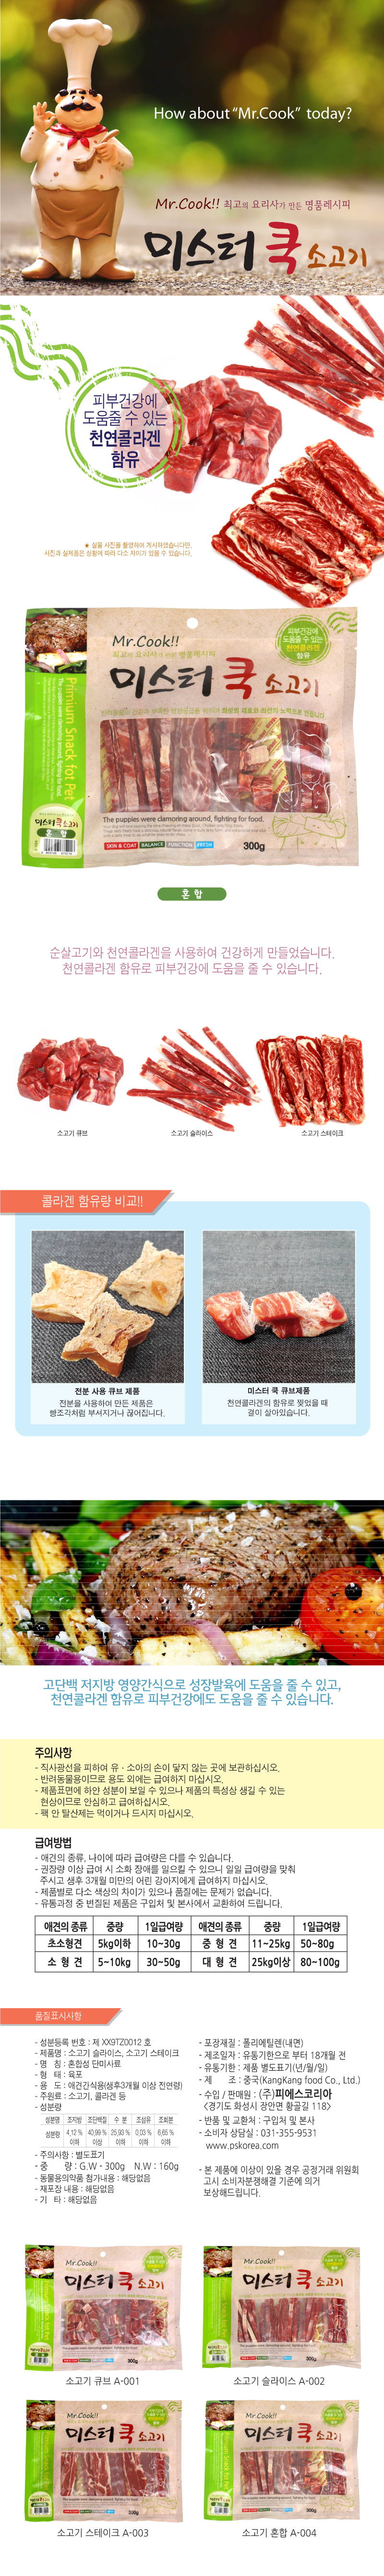 How about “Mr.Cook” today?
Mr.Cook!! 최고의 요리사가 만든 명품레시피
미스터 쿡 소고기
피부건강에
도움줄 수 있는
천연콜라겐
함유
★ 실물 사진을 촬영하여 게시하였습니다만,
사진과 실제품은 상황에 따라 다소 차이가 있을 수 있습니다.
Mr.Cook!!
최고의 요리사가 만든 명품레시피
미스터 쿡 소고기
피부건강에
도움줄 수 있는
천연콜라겐
함유
미스터쿡소고기
혼 합
The puppies were clamoring around, fighting for food.
SKIN & COAT BALANCE FUNCTION FRESH
300g
혼 합
순살고기와 천연콜라겐을 사용하여 건강하게 만들었습니다.
천연콜라겐 함유로 피부건강에 도움을 줄 수 있습니다.
소고기 큐브
소고기 슬라이스
소고기 스테이크
콜라겐 함유량 비교!!
전분 사용 큐브 제품
전분을 사용하여 만든 제품은
빵조각처럼 부서지거나 끊어집니다.
미스터 쿡 큐브제품
천연콜라겐의 함유로 찢었을 때
결이 살아있습니다.
고단백 저지방 영양간식으로 성장발육에 도움을 줄 수 있고,
천연콜라겐 함유로 피부건강에도 도움을 줄 수 있습니다.
주의사항
- 직사광선을 피하여 유 · 소아의 손이 닿지 않는 곳에 보관하십시오.
- 반려동물용이므로 용도 외에는 급여하지 마십시오.
- 제품표면에 하얀 성분이 보일 수 있으나 제품의 특성상 생길 수 있는
현상이므로 안심하고 급여하십시오.
- 팩 안 탈산제는 먹이거나 드시지 마십시오.
급여방법
- 애견의 종류, 나이에 따라 급여량은 다를 수 있습니다.
- 권장량 이상 급여 시 소화 장애를 일으킬 수 있으니 일일 급여량을 맞춰
주시고 생후 3개월 미만의 어린 강아지에게 급여하지 마십시오.
- 제품별로 다소 색상의 차이가 있으나 품질에는 문제가 없습니다.
- 유통과정 중 변질된 제품은 구입처 및 본사에서 교환하여 드립니다.
애견의 종류 중량 1일급여량 애견의 종류 중량 1일급여량
초소형견 5kg이하 10~30g 중 형 견 11~25kg 50~80g
소 형 견 5~10kg 30~50g 대 형 견 25kg이상 80~100g
품질표시사항
- 성분등록 번호 : 제 XX9TZ0012 호
- 제품명 : 소고기 슬라이스, 소고기 스테이크
- 명 칭 : 혼합성 단미사료
- 형 태 : 육포
- 용 도 : 애견간식용(생후3개월 이상 전연령)
- 주원료 : 소고기, 콜라겐 등
- 성분량
성분명 조지방 조단백질 수 분 조섬유 조회분
성분량 4.12 % 이하 40.99 % 이상 25.93 % 이하 0.03 % 이하 6.65 % 이하
- 주의사항 : 별도표기
- 중 량 : G.W - 300g N.W : 160g
- 동물용의약품 첨가내용 : 해당없음
- 재포장 내용 : 해당없음
- 기 타 : 해당없음
- 포장재질 : 폴리에틸렌(내면)
- 제조일자 : 유통기한으로 부터 18개월 전
- 유통기한 : 제품 별도표기(년/월/일)
- 제 조 : 중국(KangKang food Co., Ltd.)
- 수입 / 판매원 : (주)피에스코리아
<경기도 화성시 장안면 황골길 118>
- 반품 및 교환처 : 구입처 및 본사
- 소비자 상담실 : 031-355-9531
www.pskorea.com
- 본 제품에 이상이 있을 경우 공정거래 위원회
고시 소비자분쟁해결 기준에 의거
보상해드립니다.
Mr.Cook!!
미스터 쿡 소고기
300g
Mr.Cook!!
미스터 쿡 소고기
300g
소고기 큐브 A-001
소고기 슬라이스 A-002
Mr.Cook!!
미스터 쿡 소고기
300g
Mr.Cook!!
미스터 쿡 소고기
300g
소고기 스테이크 A-003
소고기 혼합 A-004